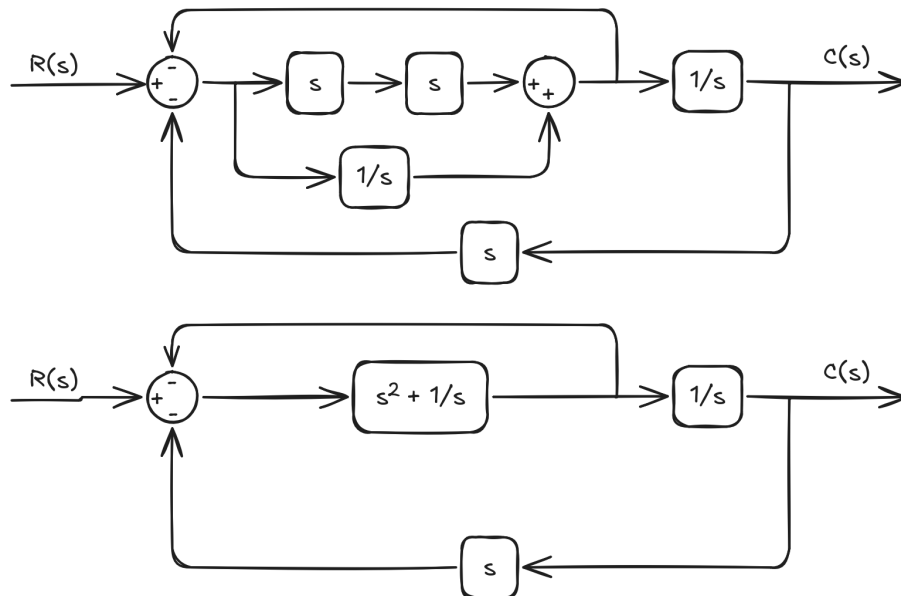 R(s)
C(s)
-
+
-
s
s
+
+
1/s
1/s
s
R(s)
C(s)
-
+
-
s² + 1/s
1/s
s